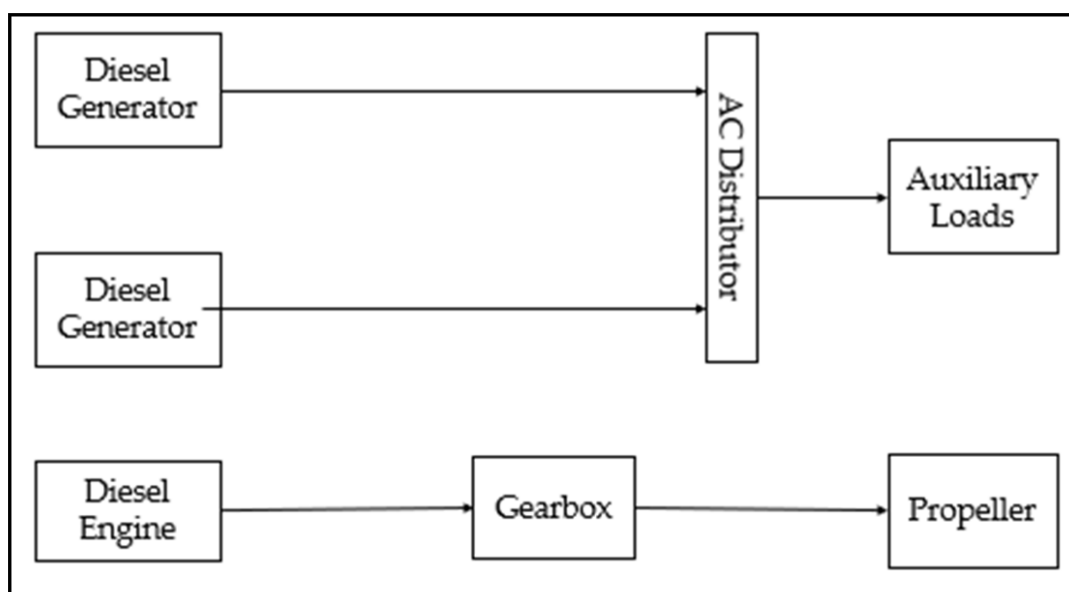 Diesel
Generator
AC Distributor
Auxiliary
Loads
Diesel
Generator
Diesel
Engine
Gearbox
Propeller